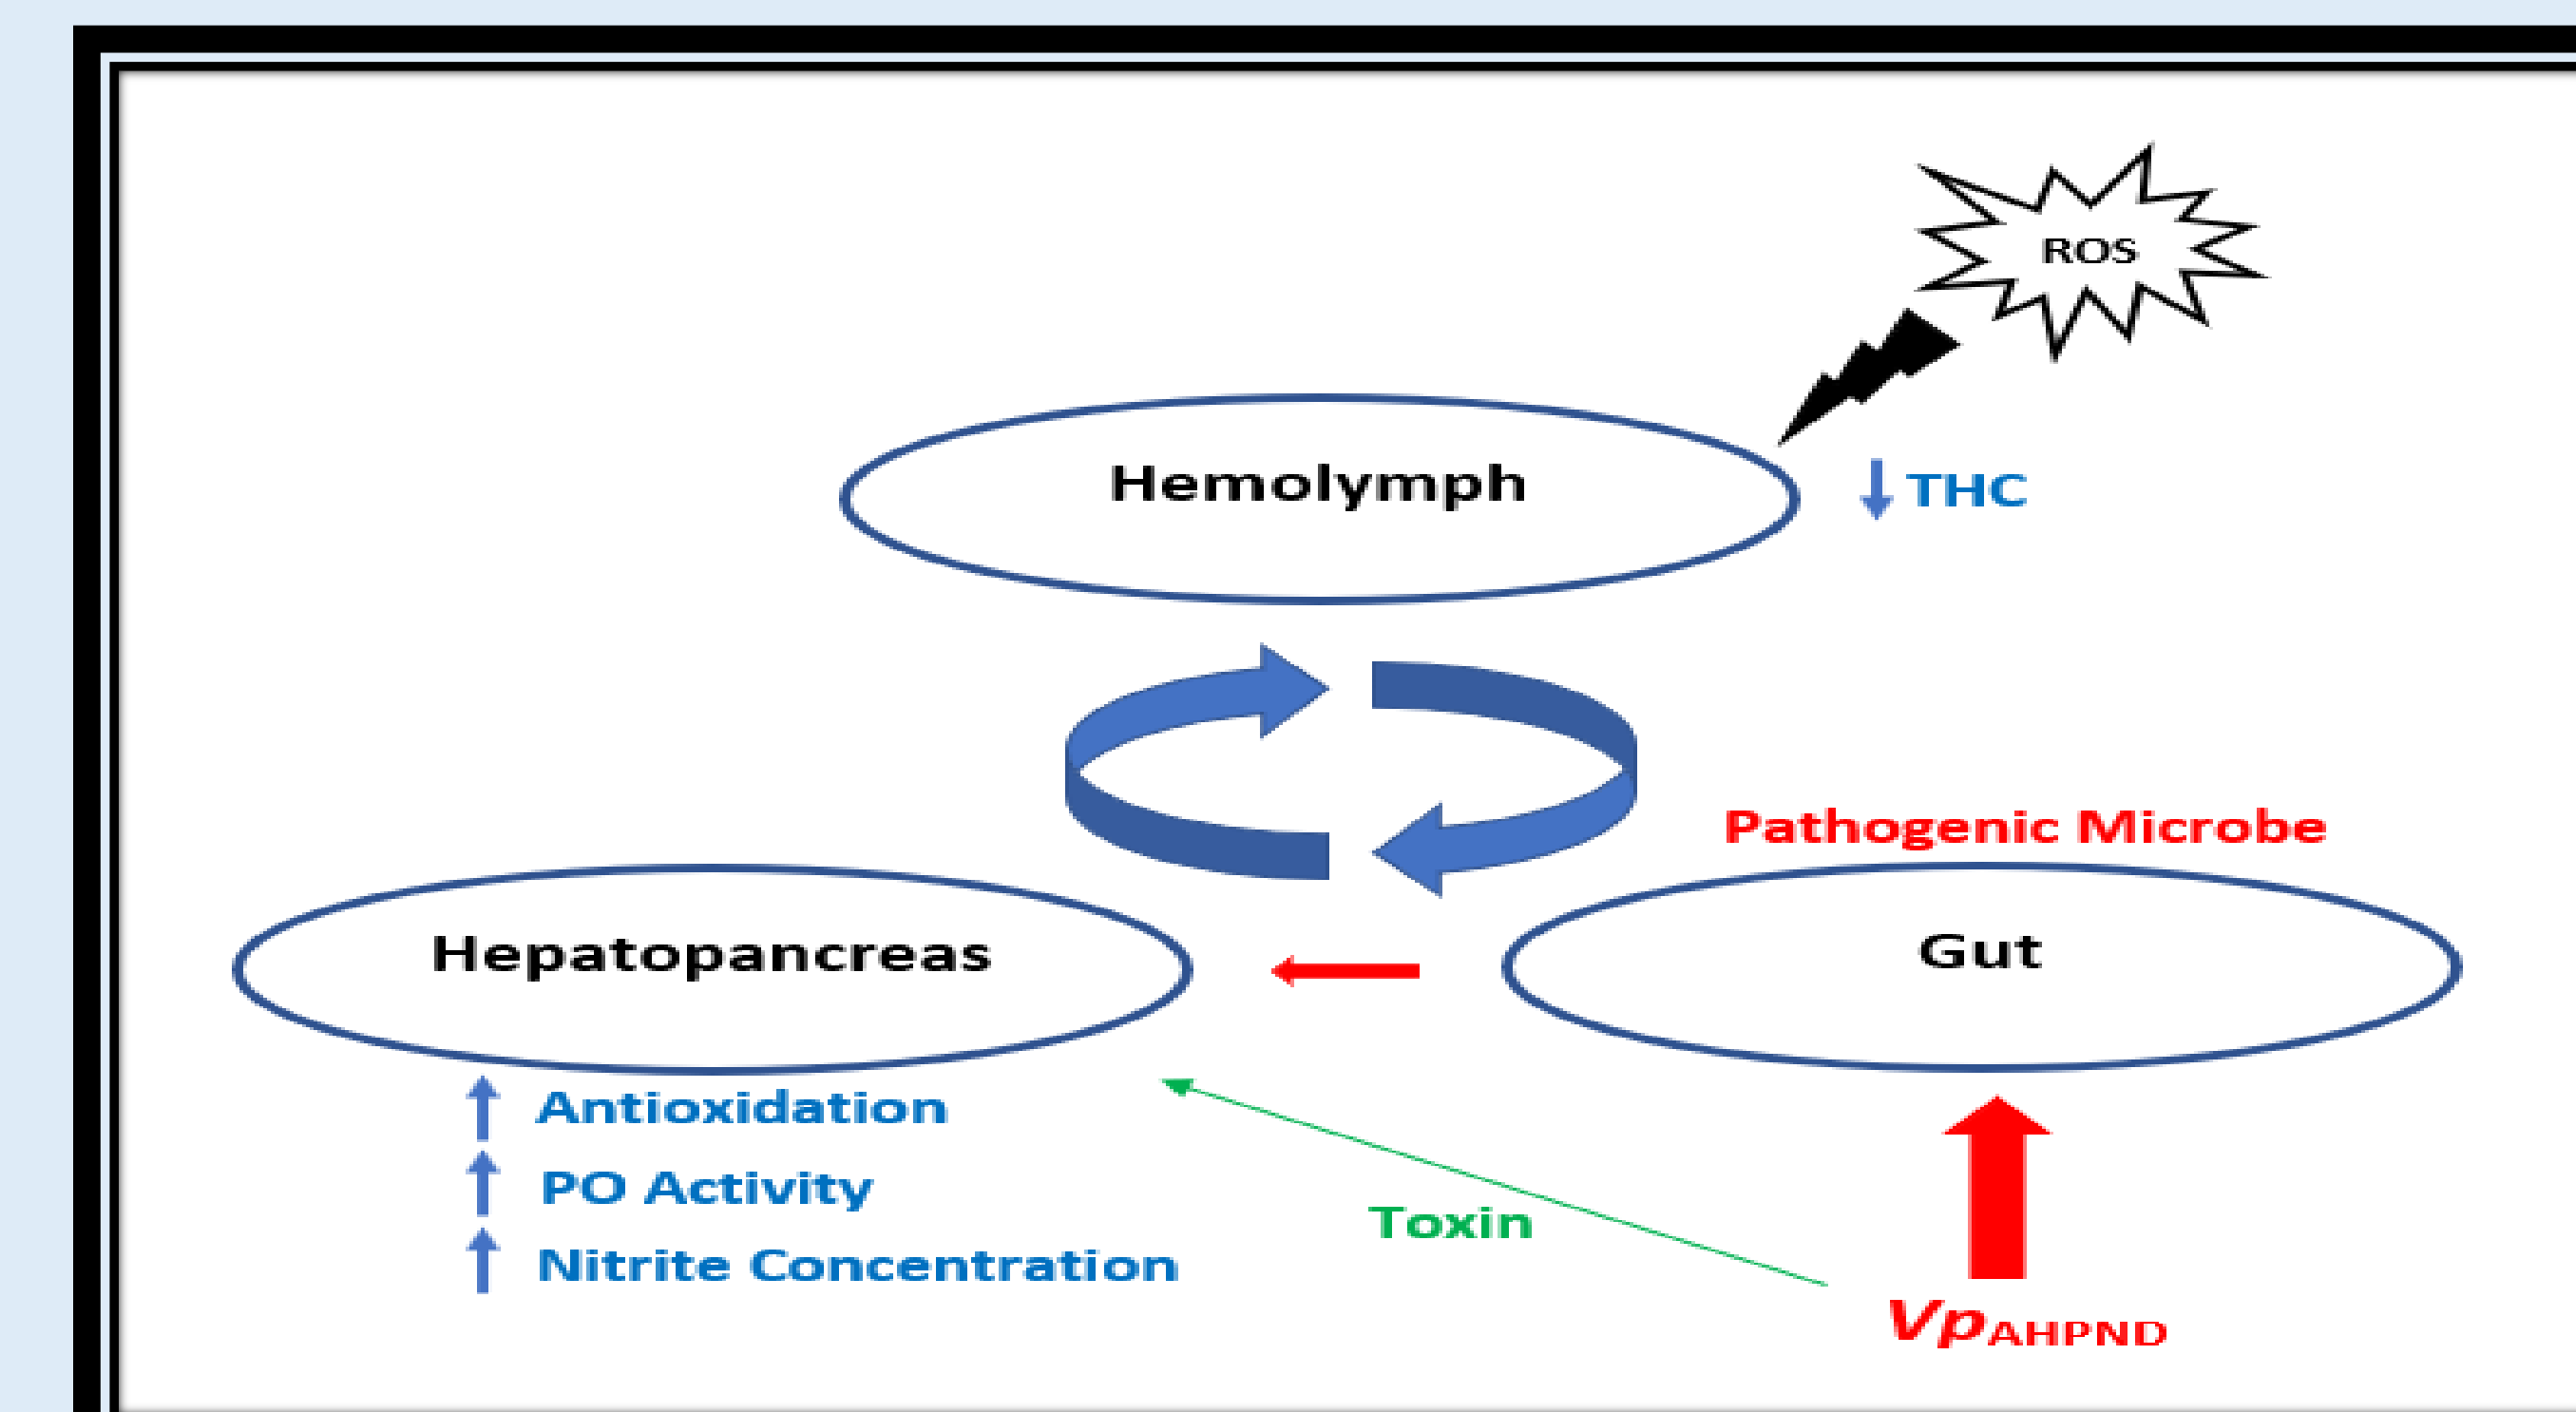 ROS
Hemolymph
THC
Pathogenic Microbe
Hepatopancreas
Gut
Antioxidation
PO Activity
Nitrite Concentration
Toxin
VpAHPND